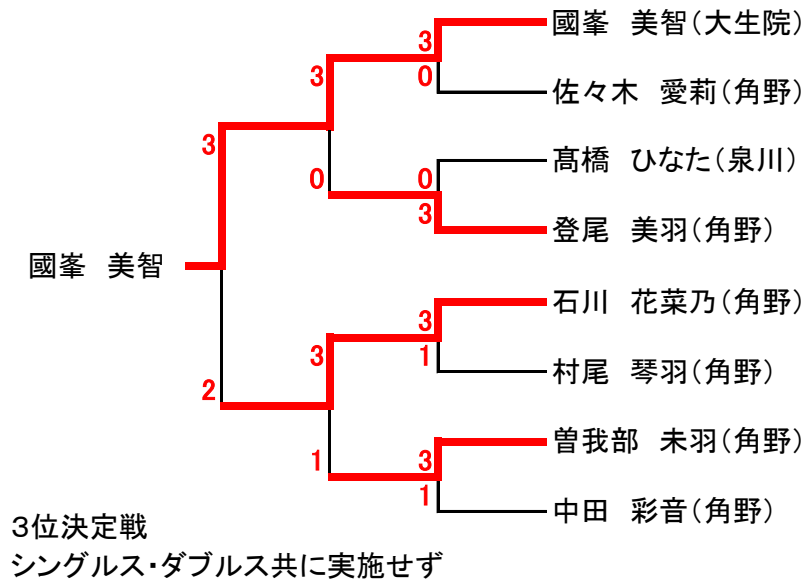 3
國峯　美智(大生院)
3
0
佐々木　愛莉(角野)
3
髙橋　ひなた(泉川)
0
0
3
登尾　美羽(角野)
國峯　美智
石川　花菜乃(角野)
3
3
1
村尾　琴羽(角野)
2
曽我部　未羽(角野)
1
3
1
中田　彩音(角野)
3位決定戦
シングルス・ダブルス共に実施せず